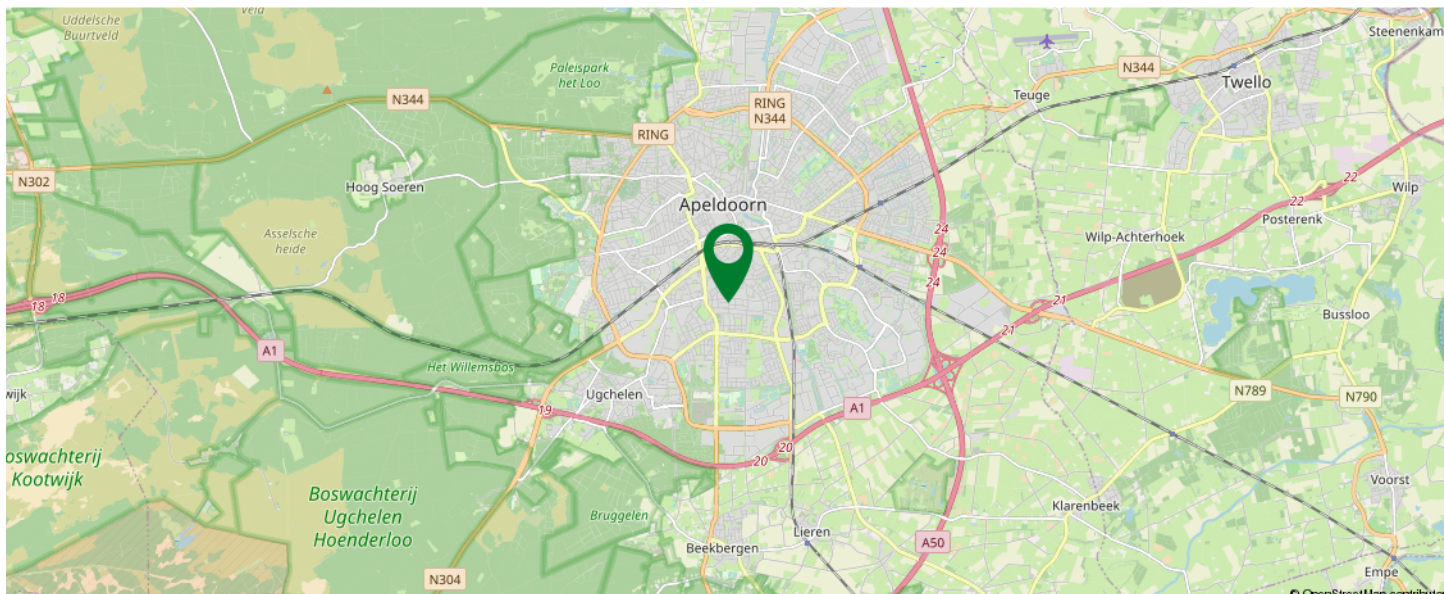 Uddelsche
Buurtveld
Veld
Steenenkam
Paleispark
het Loo
N344
Twello
Teuge
N344
RING
N344
RING
N302
Hoog Soeren
22
22
Wilp
Apeldoorn
Posterenk
Asselsche
heide
24
24
24
Wilp-Achterhoek
18
18
21
21
Bussloo
A1
Het Willemsbos
wijk
Ugchelen
19
A1
N789
N790
20
20
oswachterij
Kootwijk
Boswachterij
Ugchelen
Hoenderloo
Bruggelen
Voorst
Klarenbeek
Lieren
Beekbergen
A50
N304
Empe
© OpenStreetMap contributor